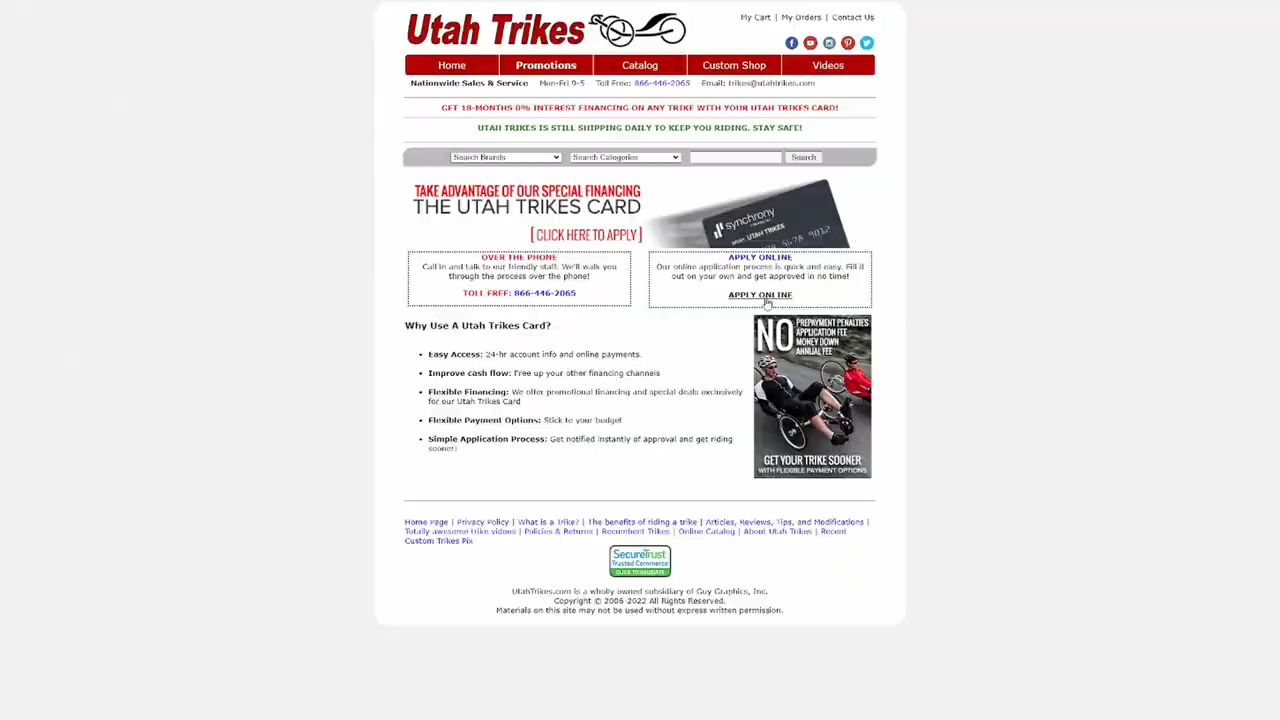 Utah Trikes
My Cart | My Orders | Contact Us
Home Promotions Catalog Custom Shop Videos
Nationwide Sales & Service Mon-Fri 9-5 Toll Free: 866-446-2065 Email: trikes@utahtrikes.com
GET 18-MONTHS 0% INTEREST FINANCING ON ANY TRIKE WITH YOUR UTAH TRIKES CARD!
UTAH TRIKES IS STILL SHIPPING DAILY TO KEEP YOU RIDING. STAY SAFE!
Search Brands Search Categories Search
TAKE ADVANTAGE OF OUR SPECIAL FINANCING
THE UTAH TRIKES CARD
[ CLICK HERE TO APPLY ]
synchrony
UTAH TRIKES
OVER THE PHONE
Call in and talk to our friendly staff. We'll walk you
through the process over the phone!
TOLL FREE: 866-446-2065
APPLY ONLINE
Our online application process is quick and easy. Fill it
out on your own and get approved in no time!
APPLY ONLINE
Why Use A Utah Trikes Card?
• Easy Access: 24-hr account info and online payments.
• Improve cash flow: Free up your other financing channels
• Flexible Financing: We offer promotional financing and special deals exclusively
for our Utah Trikes Card
• Flexible Payment Options: Stick to your budget
• Simple Application Process: Get notified instantly of approval and get riding
sooner!
NO PREPAYMENT PENALTIES
APPLICATION FEE
MONEY DOWN
ANNUAL FEE
GET YOUR TRIKE SOONER
WITH FLEXIBLE PAYMENT OPTIONS
Home Page | Privacy Policy | What is a Trike? | The benefits of riding a trike | Articles, Reviews, Tips, and Modifications |
Totally awesome trike videos | Policies & Returns | Recumbent Trikes | Online Catalog | About Utah Trikes | Recent
Custom Trikes Pix
SecureTrust
Trusted Commerce
CLICK TO VALIDATE
UtahTrikes.com is a wholly owned subsidiary of Guy Graphics, Inc.
Copyright © 2006-2022 All Rights Reserved.
Materials on this site may not be used without express written permission.